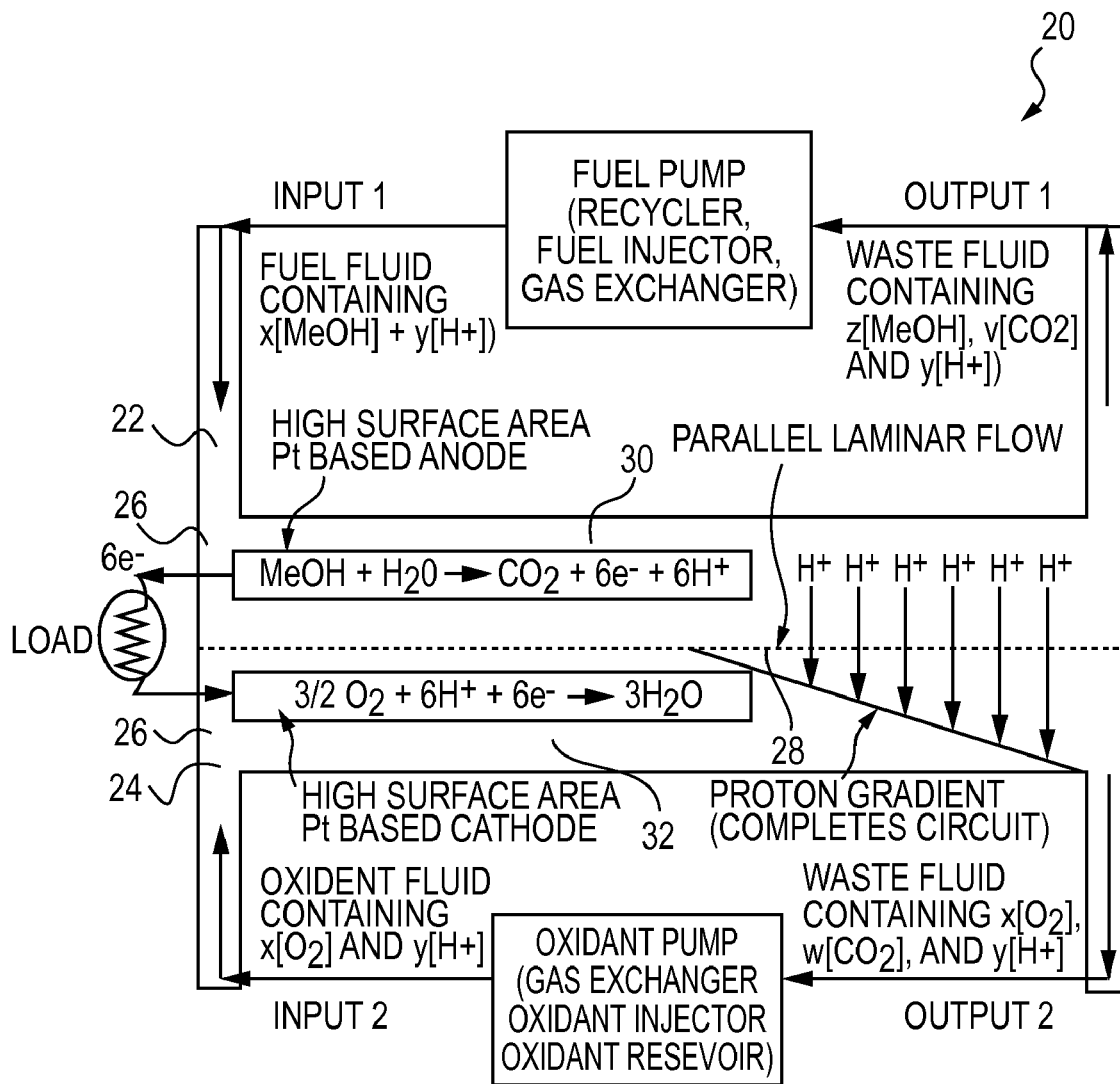 20
INPUT 1
FUEL PUMP
(RECYCLER,
FUEL INJECTOR,
GAS EXCHANGER)
OUTPUT 1
FUEL FLUID
CONTAINING
x[MeOH] + y[H+])
WASTE FLUID
CONTAINING
z[MeOH], v[CO2]
AND y[H+])
22
HIGH SURFACE AREA
Pt BASED ANODE
30
PARALLEL LAMINAR FLOW
26
6e-
MeOH + H20 → CO2 + 6e- + 6H+
H+ H+ H+ H+ H+ H+
LOAD
3/2 O2 + 6H+ + 6e- → 3H2O
26
28
24
HIGH SURFACE AREA
Pt BASED CATHODE
32
PROTON GRADIENT
(COMPLETES CIRCUIT)
OXIDENT FLUID
CONTAINING
x[O2] AND y[H+]
WASTE FLUID
CONTAINING x[O2],
w[CO2], AND y[H+]
INPUT 2
OXIDANT PUMP
(GAS EXCHANGER
OXIDANT INJECTOR
OXIDANT RESEVOIR)
OUTPUT 2